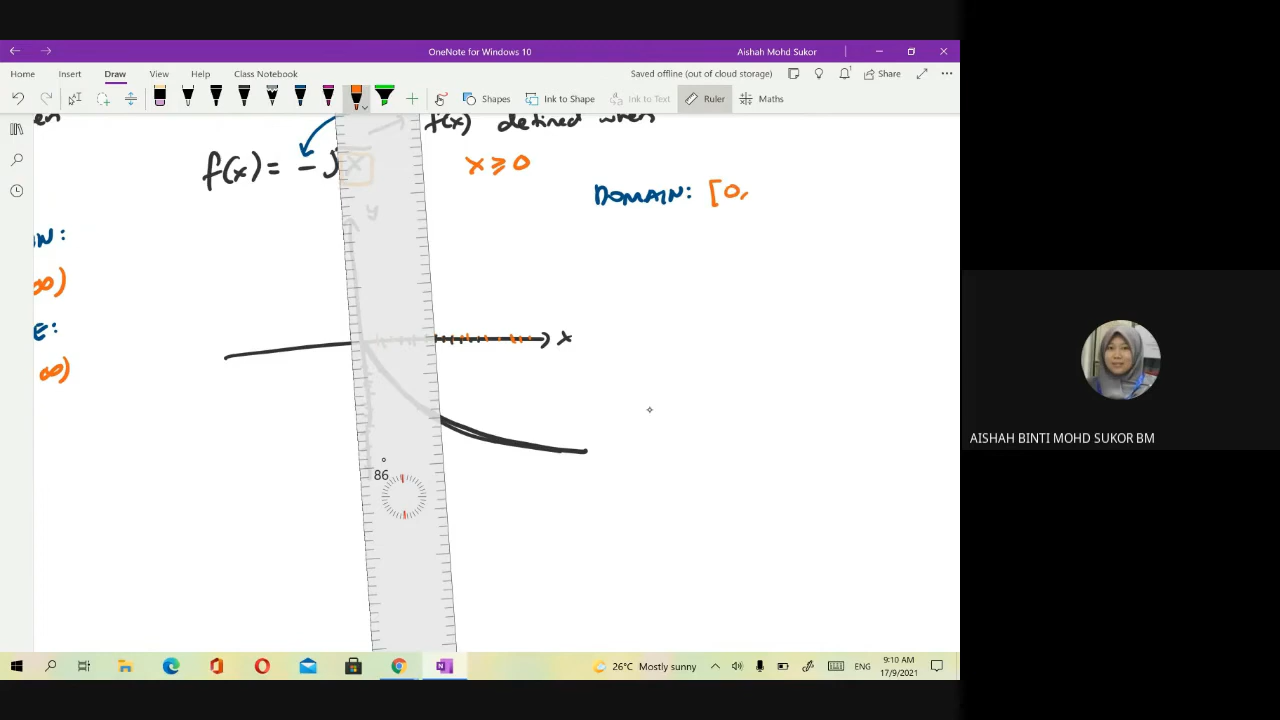 OneNote for Windows 10
Aishah Mohd Sukor
Home Insert Draw View Help Class Notebook
Saved offline (out of cloud storage)
Share
Shapes
Ink to Shape
Ink to Text
Ruler
Maths
f(x) defined when
f(x) = -√x
x ≥ 0
DOMAIN: [0,
y
N:
∞)
x
E:
∞)
86°
AISHAH BINTI MOHD SUKOR BM
26°C Mostly sunny
ENG
9:10 AM
17/9/2021